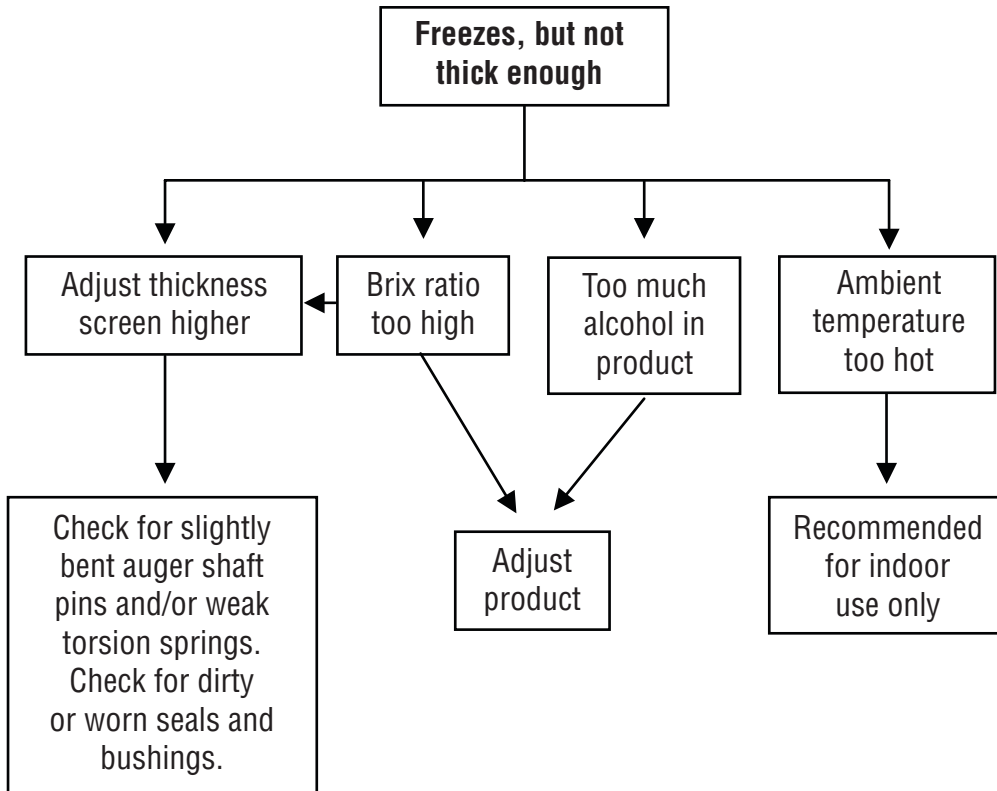 Freezes, but not
thick enough
Adjust thickness
screen higher
Brix ratio
too high
Too much
alcohol in
product
Ambient
temperature
too hot
Check for slightly
bent auger shaft
pins and/or weak
torsion springs.
Check for dirty
or worn seals and
bushings.
Adjust
product
Recommended
for indoor
use only